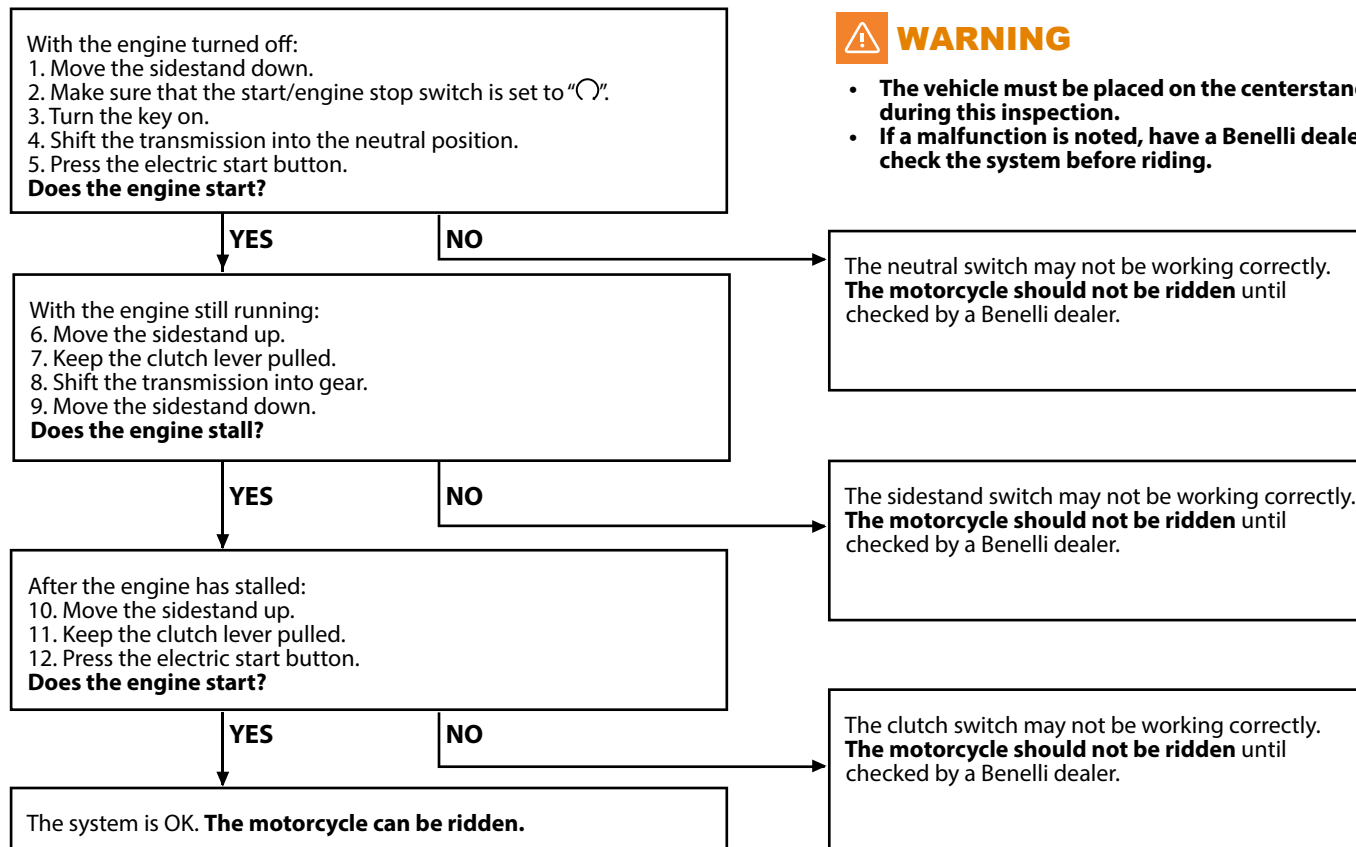 With the engine turned off:
1. Move the sidestand down.
2. Make sure that the start/engine stop switch is set to “ ”.
3. Turn the key on.
4. Shift the transmission into the neutral position.
5. Press the electric start button.
Does the engine start?
WARNING
• The vehicle must be placed on the centerstand
during this inspection.
• If a malfunction is noted, have a Benelli deale
check the system before riding.
YES
NO
The neutral switch may not be working correctly.
The motorcycle should not be ridden until
checked by a Benelli dealer.
With the engine still running:
6. Move the sidestand up.
7. Keep the clutch lever pulled.
8. Shift the transmission into gear.
9. Move the sidestand down.
Does the engine stall?
YES
NO
The sidestand switch may not be working correctly.
The motorcycle should not be ridden until
checked by a Benelli dealer.
After the engine has stalled:
10. Move the sidestand up.
11. Keep the clutch lever pulled.
12. Press the electric start button.
Does the engine start?
YES
NO
The clutch switch may not be working correctly.
The motorcycle should not be ridden until
checked by a Benelli dealer.
The system is OK. The motorcycle can be ridden.